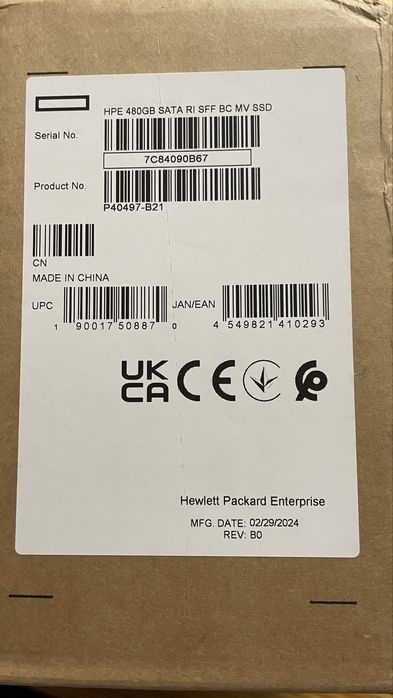 HPE 480GB SATA RI SFF BC MV SSD
Serial No.
7C84090B67
Product No.
P40497-B21
CN
MADE IN CHINA
UPC
1 90017 50887 0
JAN/EAN
4 549821 410293
UK
CA CE
Hewlett Packard Enterprise
MFG. DATE: 02/29/2024
REV: B0